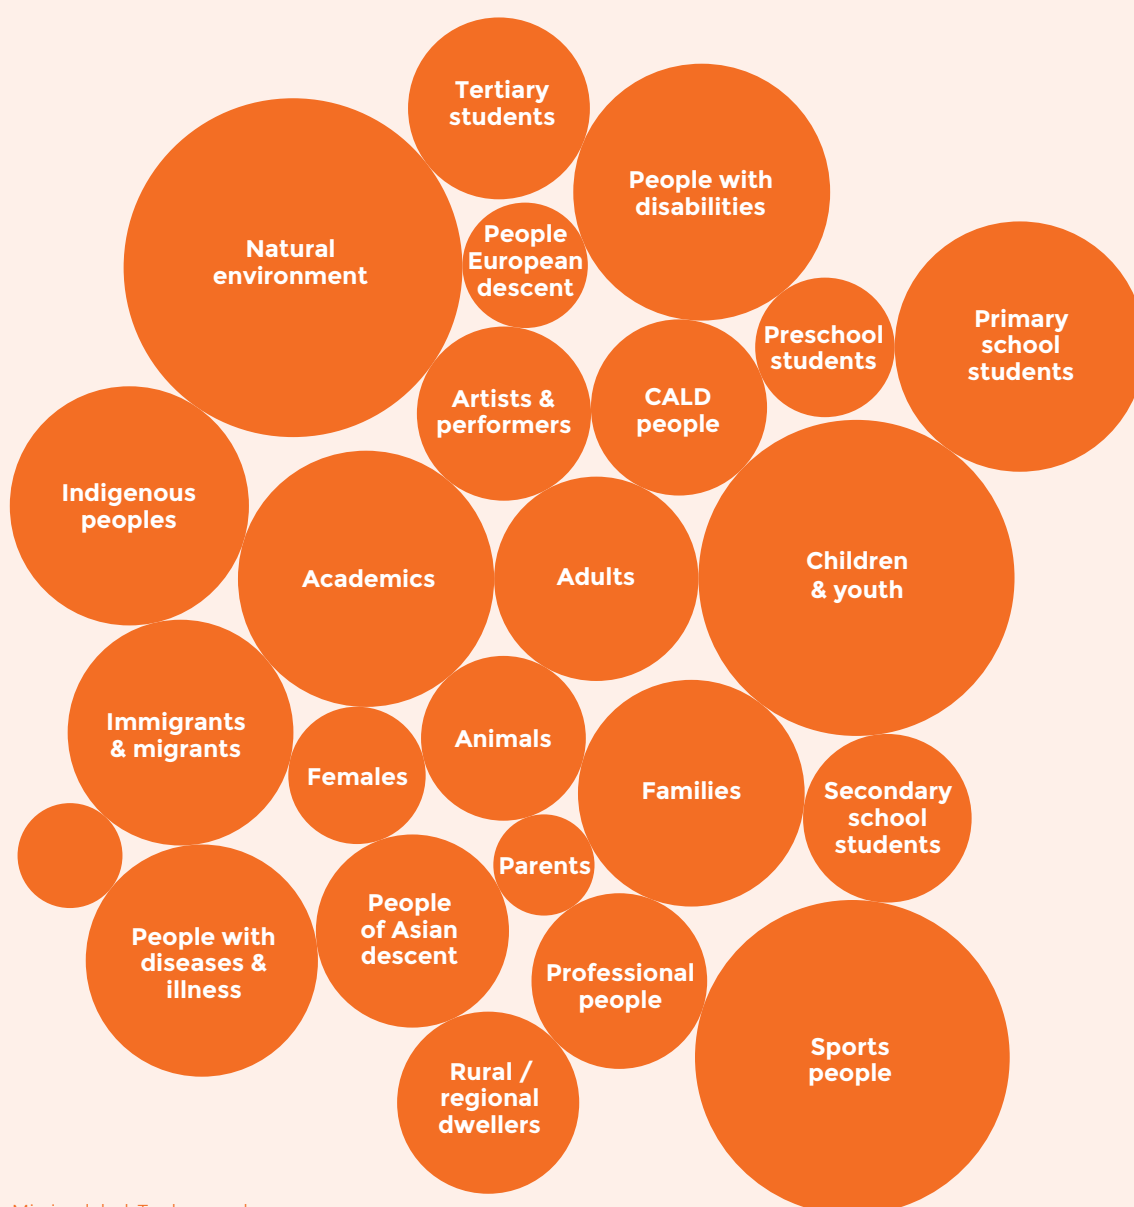 Tertiary
students
People with
disabilities
Natural
environment
People
European
descent
Primary
school
students
Preschool
students
Artists &
performers
CALD
people
Indigenous
peoples
Academics
Adults
Children
& youth
Immigrants
& migrants
Females
Animals
Families
Secondary
school
students
Parents
People
of Asian
descent
People with
diseases &
illness
Professional
people
Rural /
regional
dwellers
Sports
people